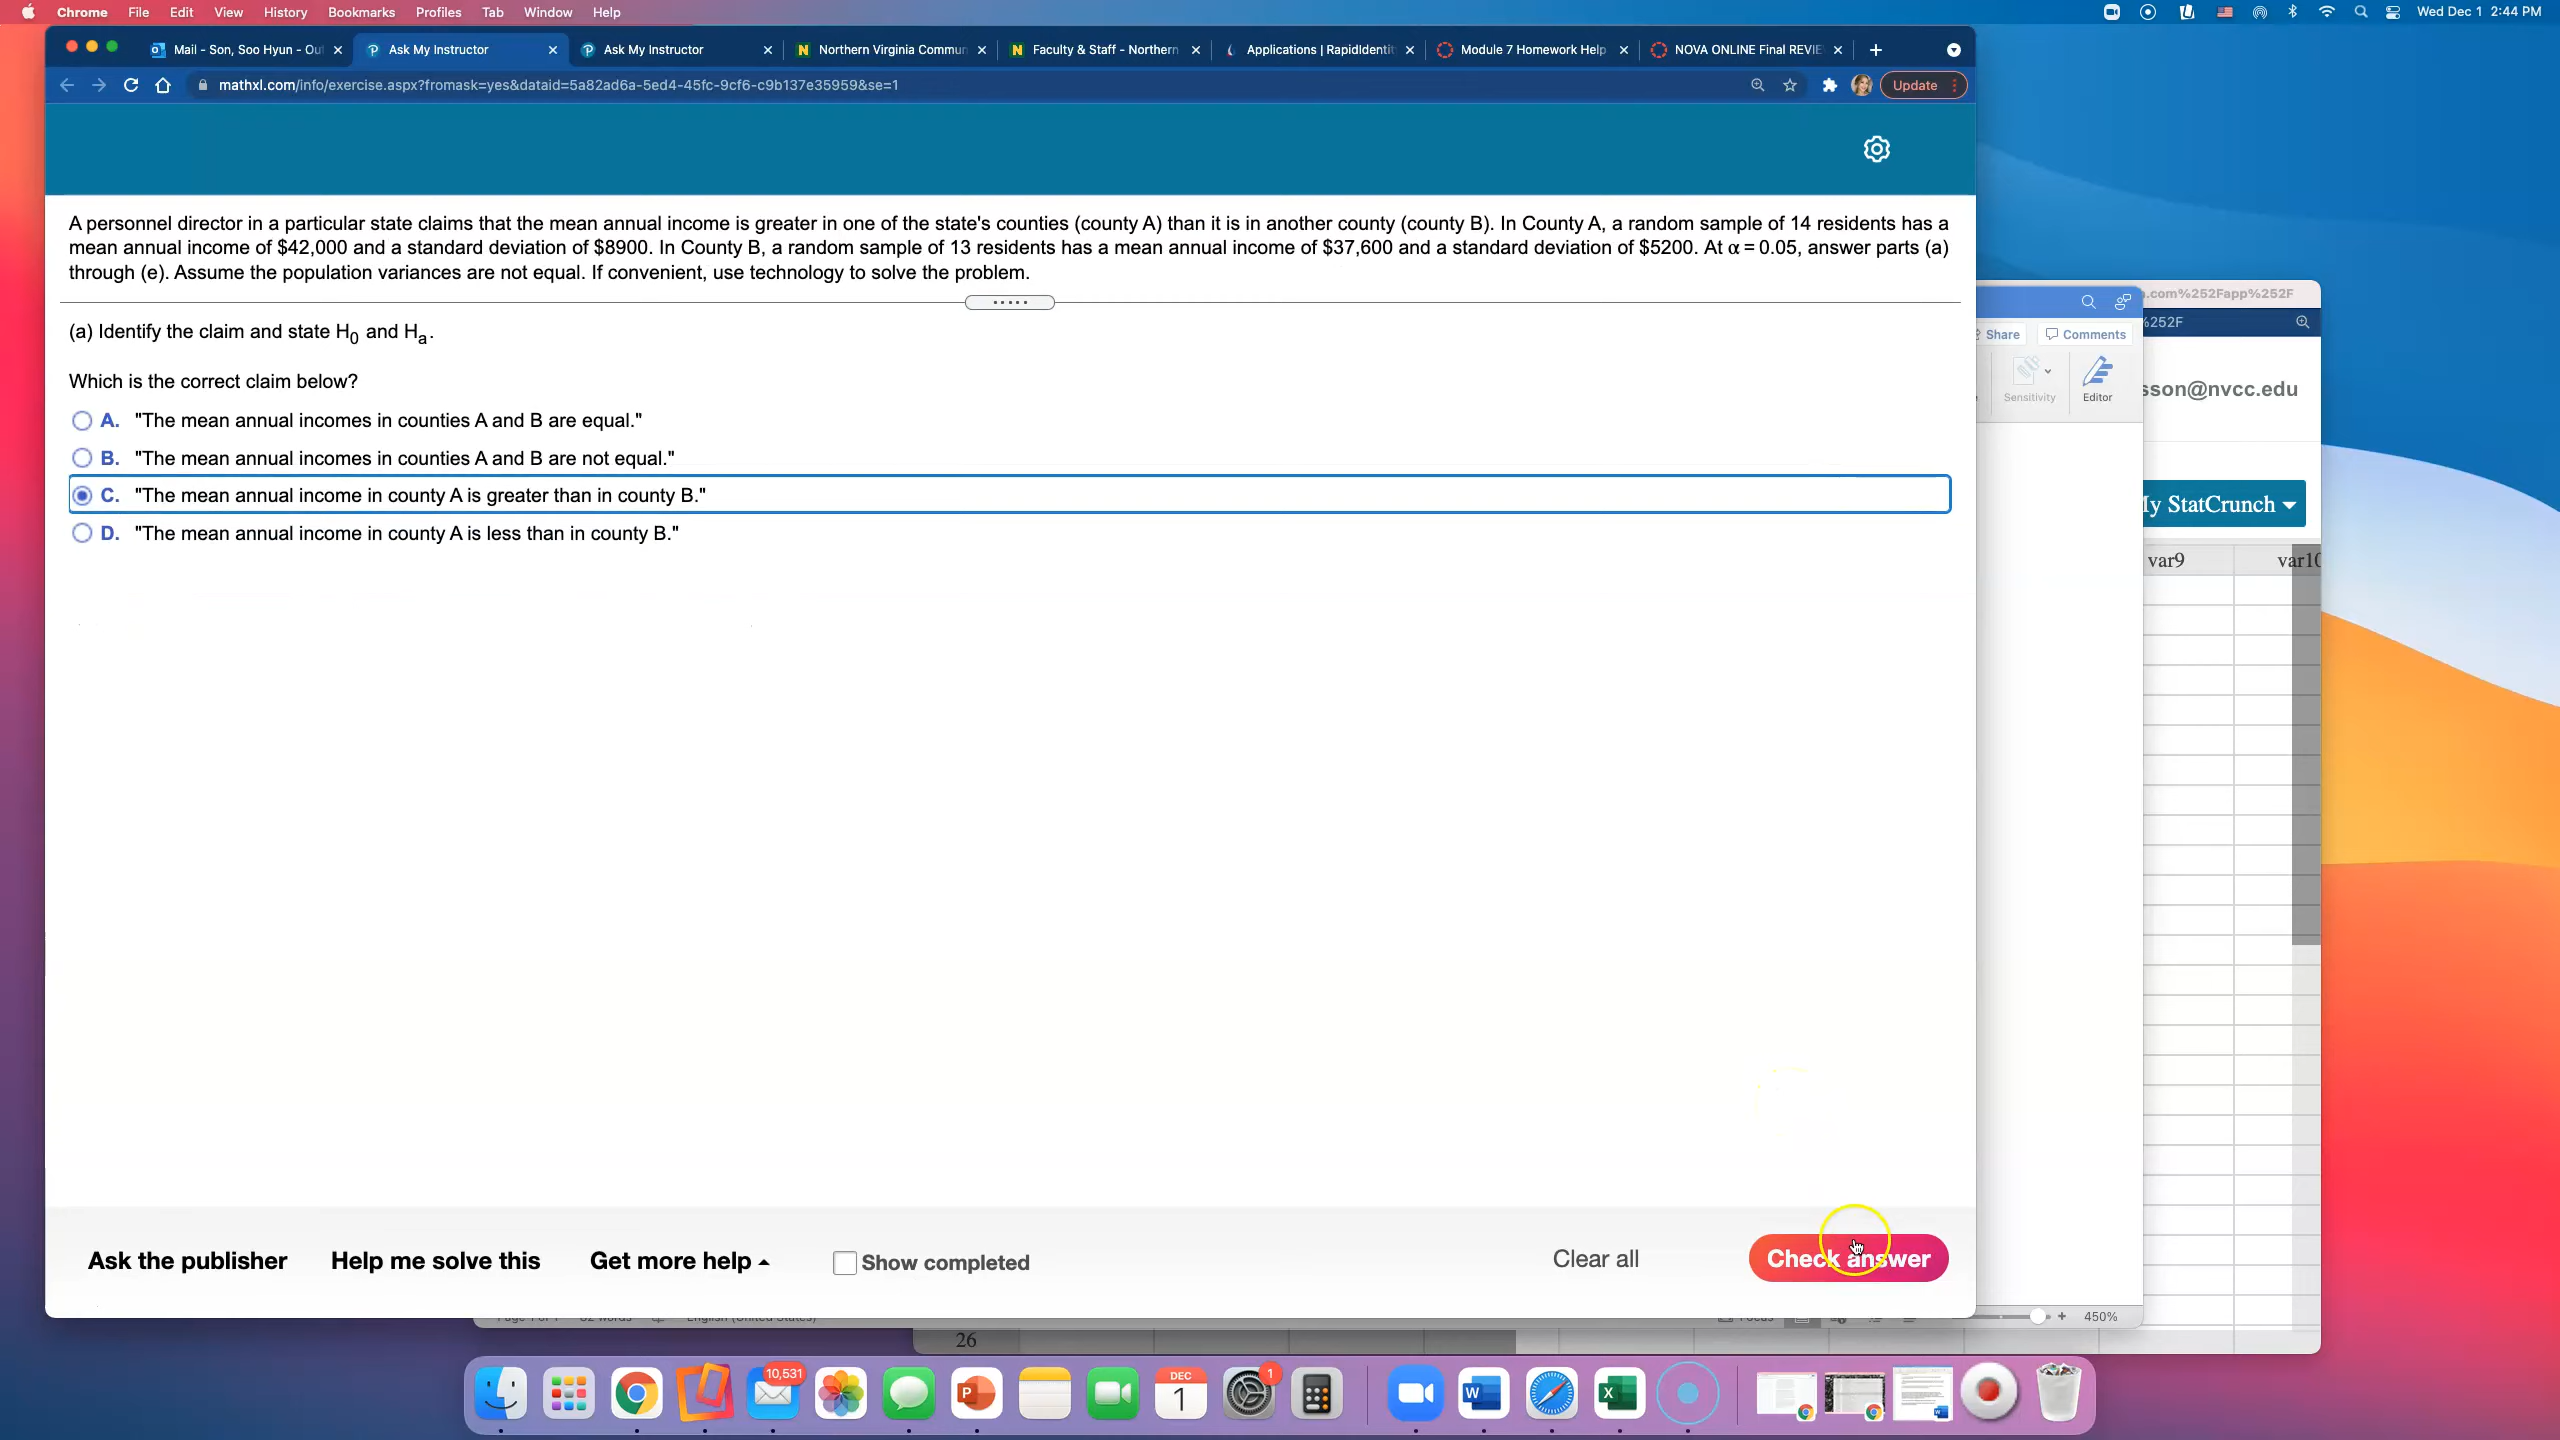 Chrome File Edit View History Bookmarks Profiles Tab Window Help Wed Dec 1 2:44 PM
Mail - Son, Soo Hyun - Ou Ask My Instructor Ask My Instructor Northern Virginia Commun Faculty & Staff - Northern Applications | RapidIdentit Module 7 Homework Help NOVA ONLINE Final REVIE
mathxl.com/info/exercise.aspx?fromask=yes&dataid=5a82ad6a-5ed4-45fc-9cf6-c9b137e35959&se=1 Update
A personnel director in a particular state claims that the mean annual income is greater in one of the state's counties (county A) than it is in another county (county B). In County A, a random sample of 14 residents has a
mean annual income of $42,000 and a standard deviation of $8900. In County B, a random sample of 13 residents has a mean annual income of $37,600 and a standard deviation of $5200. At α = 0.05, answer parts (a)
through (e). Assume the population variances are not equal. If convenient, use technology to solve the problem.
.com%252Fapp%252F
%252F
Share Comments
(a) Identify the claim and state H0 and Ha.
Which is the correct claim below?
Sensitivity Editor
sson@nvcc.edu
A. "The mean annual incomes in counties A and B are equal."
B. "The mean annual incomes in counties A and B are not equal."
C. "The mean annual income in county A is greater than in county B."
My StatCrunch
D. "The mean annual income in county A is less than in county B."
var9 var10
Ask the publisher Help me solve this Get more help Show completed Clear all Check answer
450%
26
10,531
DEC
1
1